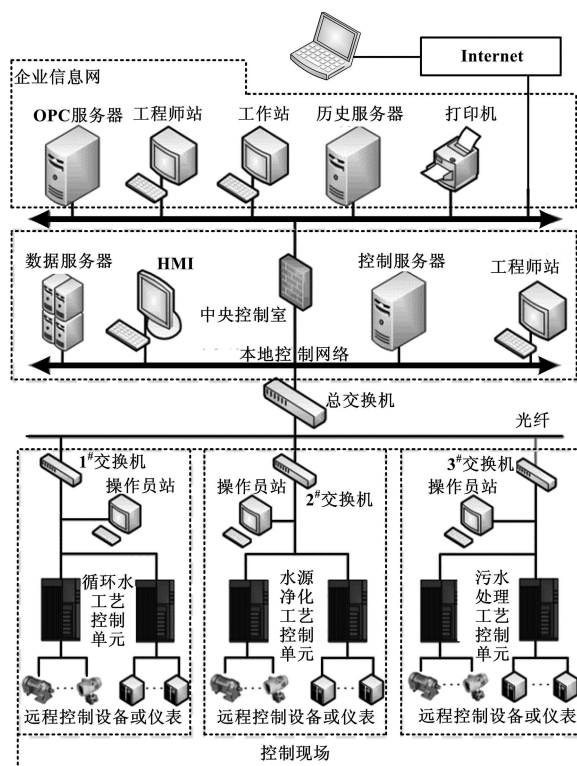 Internet
企业信息网
OPC服务器
工程师站
工作站
历史服务器
打印机
数据服务器
HMI
中央控制室
控制服务器
工程师站
本地控制网络
总交换机
光纤
1#交换机
操作员站
循环水
工艺
控制
单元
远程控制设备或仪表
操作员站
2#交换机
水源
净化
工艺
控制
单元
远程控制设备或仪表
3#交换机
操作员站
污水
处理
工艺
控制
单元
远程控制设备或仪表
控制现场